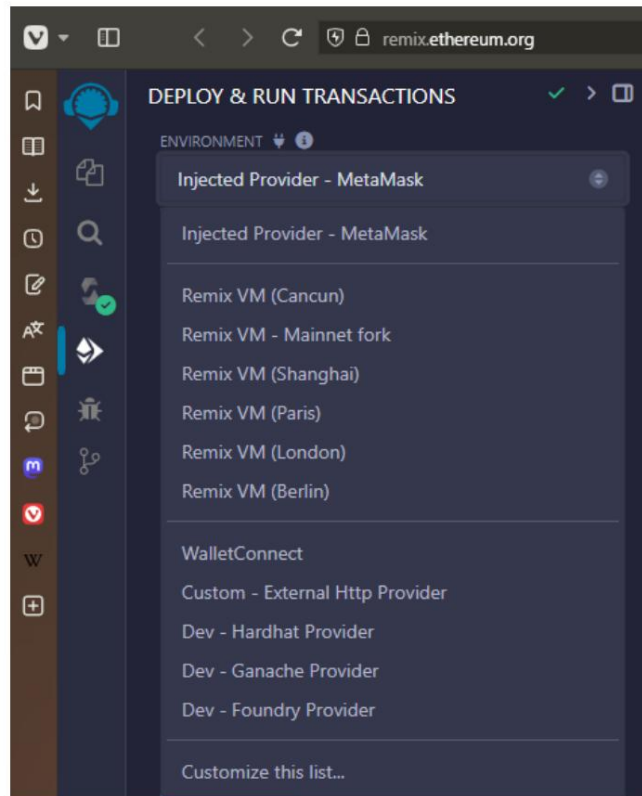 remix.ethereum.org
DEPLOY & RUN TRANSACTIONS
ENVIRONMENT
Injected Provider - MetaMask
Injected Provider - MetaMask
Remix VM (Cancun)
Remix VM - Mainnet fork
Remix VM (Shanghai)
Remix VM (Paris)
Remix VM (London)
Remix VM (Berlin)
WalletConnect
Custom - External Http Provider
Dev - Hardhat Provider
Dev - Ganache Provider
Dev - Foundry Provider
Customize this list...